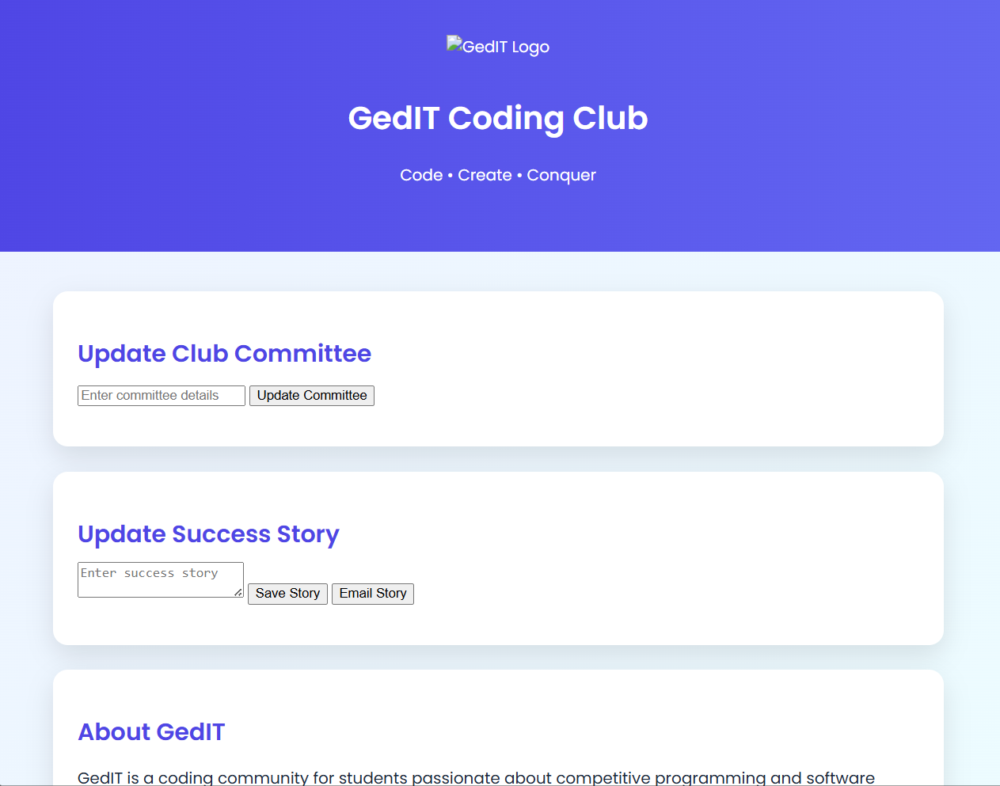 GedIT Logo
GedIT Coding Club
Code • Create • Conquer
Update Club Committee
Enter committee details Update Committee
Update Success Story
Enter success story Save Story Email Story
About GedIT
GedIT is a coding community for students passionate about competitive programming and software